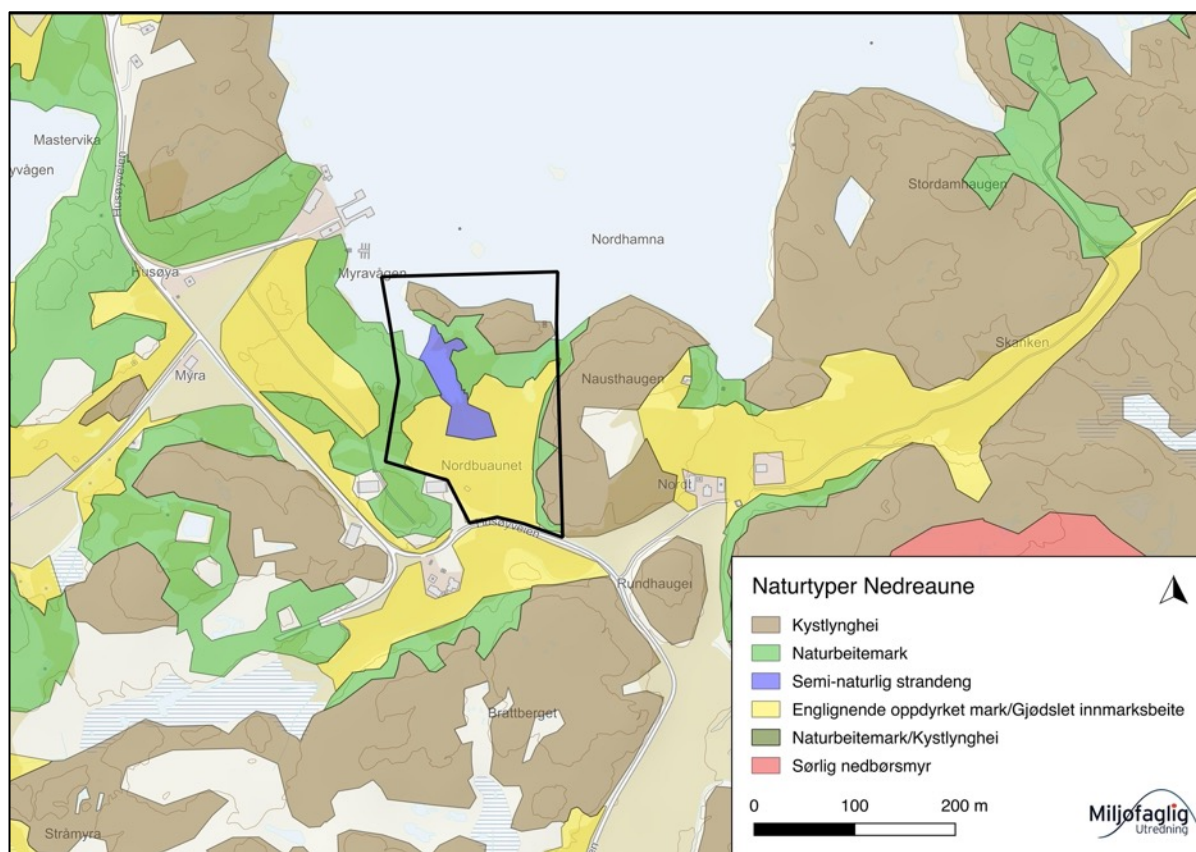 Mastervika
yvågen
Husøyveien
Stordamhaugen
Nordhamna
Husøya
Myravågen
Skanken
Myra
Nausthaugen
Nordbuaunet
Husøyveien
Rundhaugen
Brattberget
Stråmyra
Naturtyper Nedreaune
Kystlynghei
Naturbeitemark
Semi-naturlig strandeng
Englignende oppdyrket mark/Gjødslet innmarksbeite
Naturbeitemark/Kystlynghei
Sørlig nedbørsmyr
0 100 200 m
Miljøfaglig
Utredning